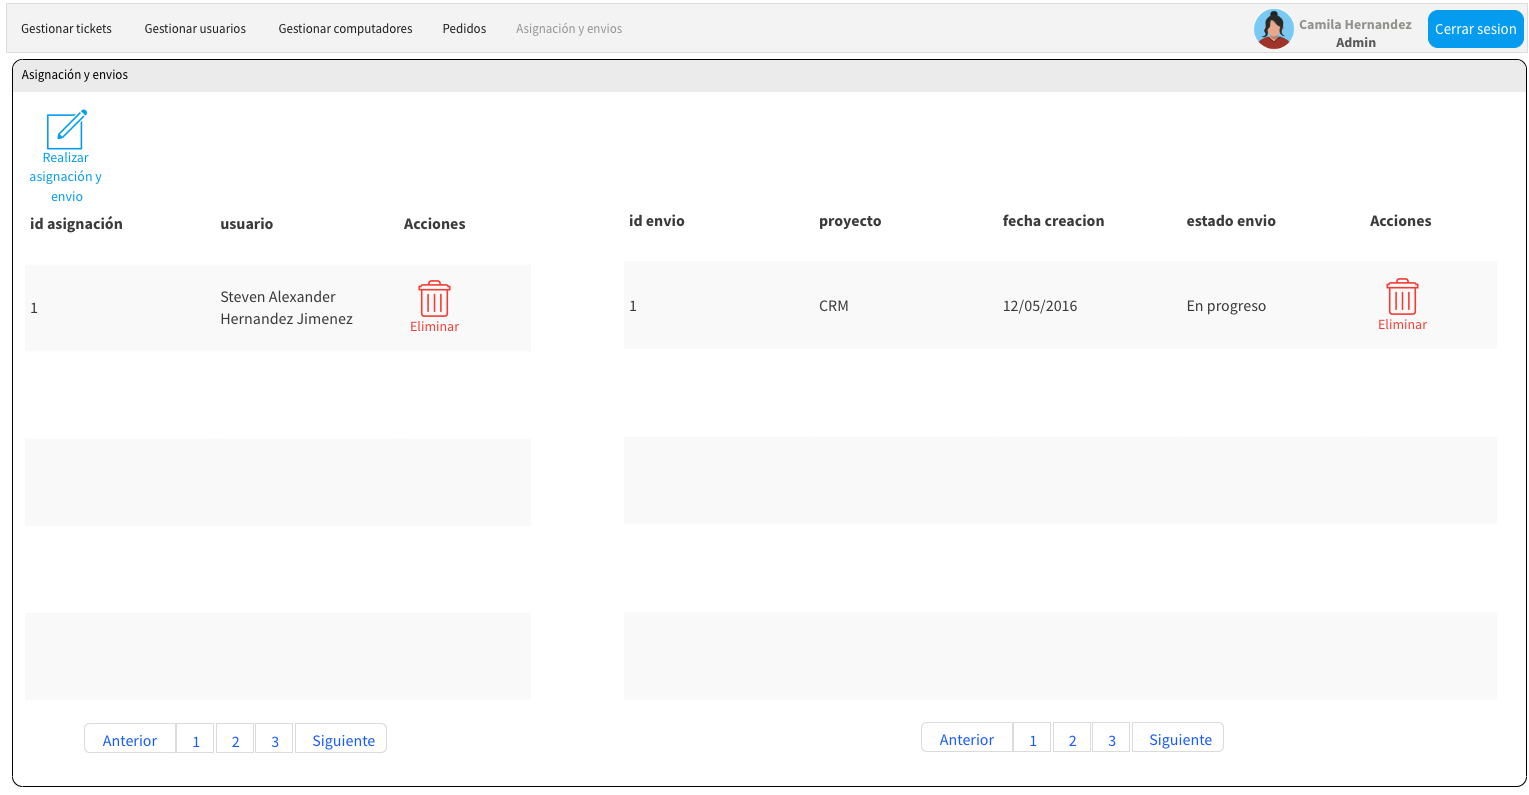 Gestionar tickets
Gestionar usuarios
Gestionar computadores
Pedidos
Asignación y envios
Camila Hernandez
Admin
Cerrar sesion
Asignación y envios
Realizar
asignación y
envio
id asignación
usuario
Acciones
1
Steven Alexander
Hernandez Jimenez
Eliminar
id envio
proyecto
fecha creacion
estado envio
Acciones
1
CRM
12/05/2016
En progreso
Eliminar
Anterior
1
2
3
Siguiente
Anterior
1
2
3
Siguiente